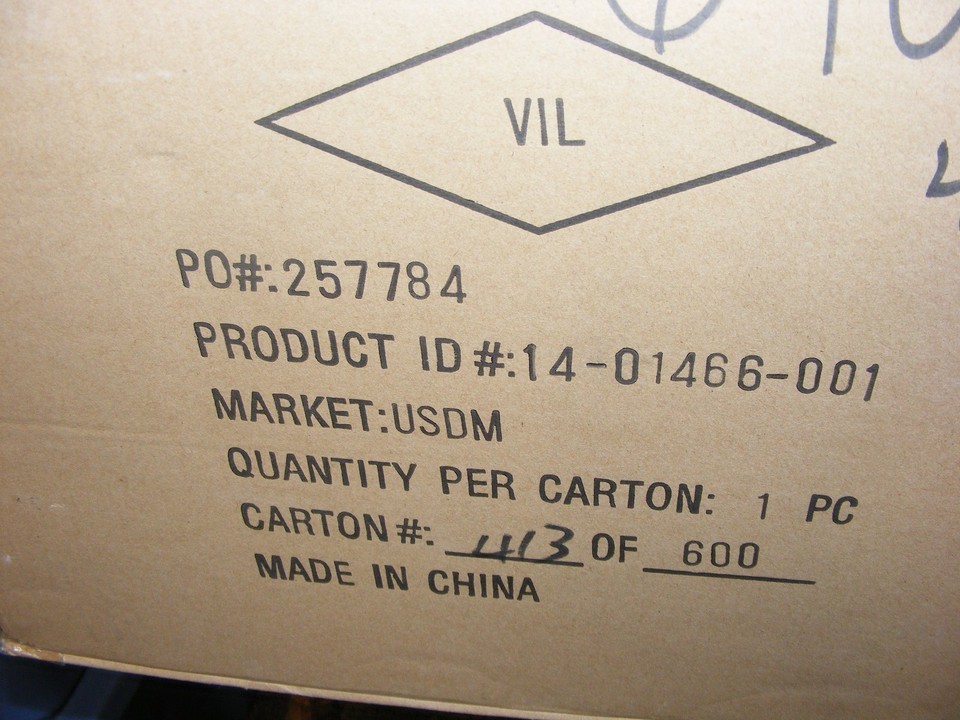 VIL
PO#:257784
PRODUCT ID#:14-01466-001
MARKET:USDM
QUANTITY PER CARTON: 1 PC
CARTON#: 413 OF 600
MADE IN CHINA